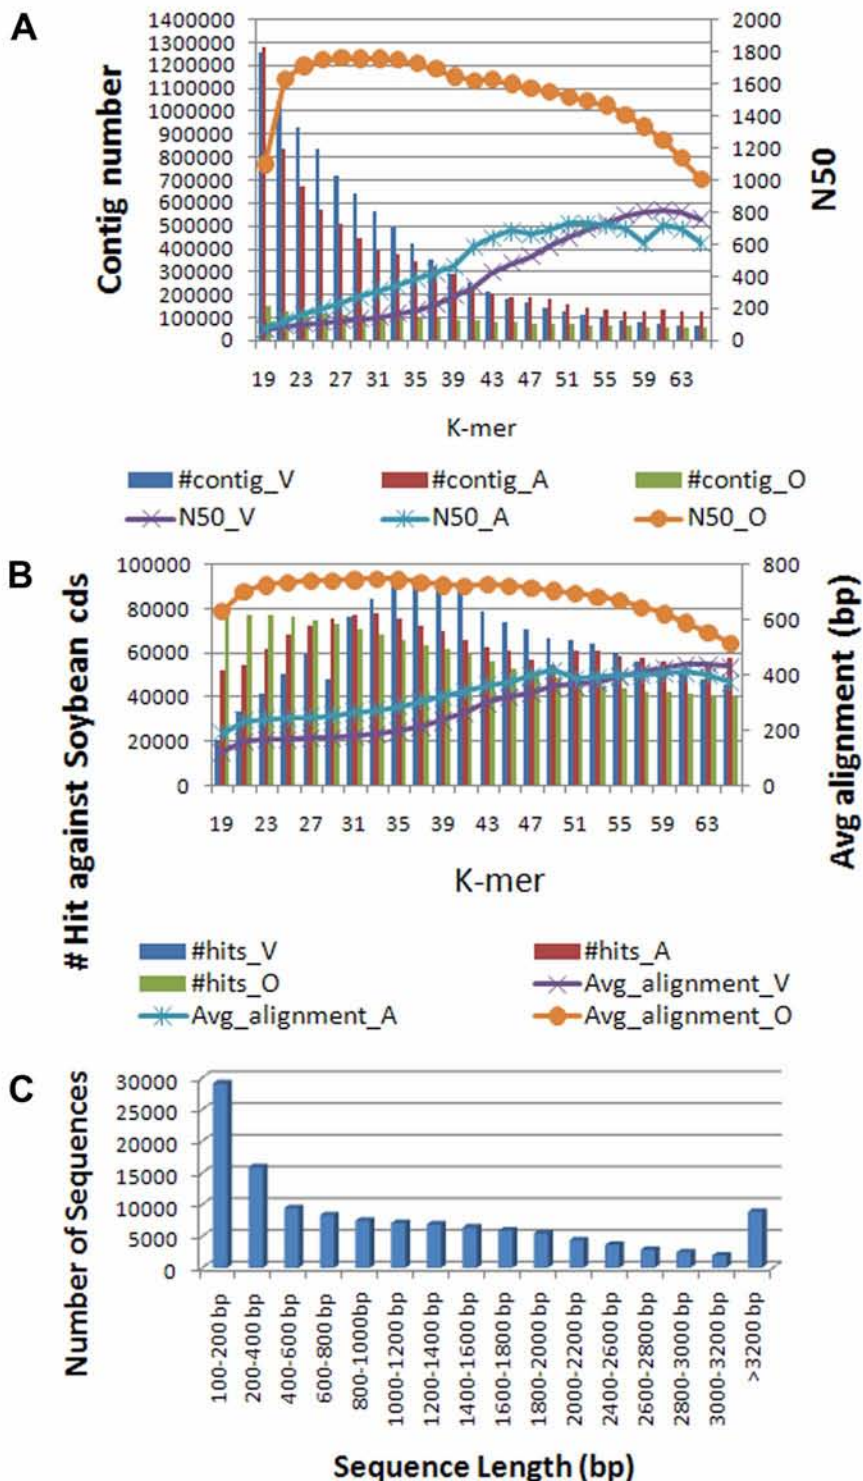 A
1400000
1300000
1200000
1100000
1000000
900000
800000
700000
600000
500000
400000
300000
200000
100000
0
Contig number
2000
1800
1600
1400
1200
1000
800
600
400
200
0
N50
19 23 27 31 35 39 43 47 51 55 59 63
K-mer
#contig_V #contig_A #contig_O
N50_V N50_A N50_O
B
100000
80000
60000
40000
20000
0
# Hit against Soybean cds
800
600
400
200
0
Avg alignment (bp)
19 23 27 31 35 39 43 47 51 55 59 63
K-mer
#hits_V #hits_A
#hits_O Avg_alignment_V
Avg_alignment_A Avg_alignment_O
C
30000
25000
20000
15000
10000
5000
0
Number of Sequences
100-200 bp
200-400 bp
400-600 bp
600-800 bp
800-1000bp
1000-1200 bp
1200-1400 bp
1400-1600 bp
1600-1800 bp
1800-2000 bp
2000-2200 bp
2400-2600 bp
2600-2800 bp
2800-3000 bp
3000-3200 bp
>3200 bp
Sequence Length (bp)